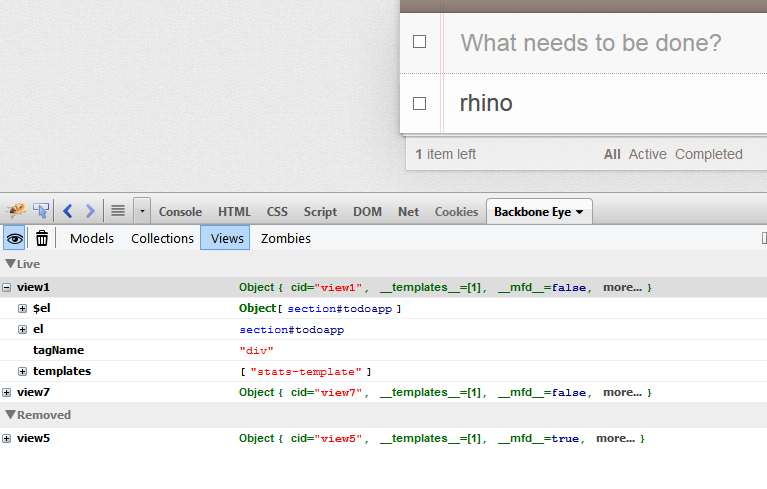 What needs to be done?
rhino
1 item left All Active Completed
Console HTML CSS Script DOM Net Cookies Backbone Eye
Models Collections Views Zombies
Live
view1 Object { cid="view1", __templates__=[1], __mfd__=false, more... }
$el Object[ section#todoapp ]
el section#todoapp
tagName "div"
templates [ "stats-template" ]
view7 Object { cid="view7", __templates__=[1], __mfd__=false, more... }
Removed
view5 Object { cid="view5", __templates__=[1], __mfd__=true, more... }